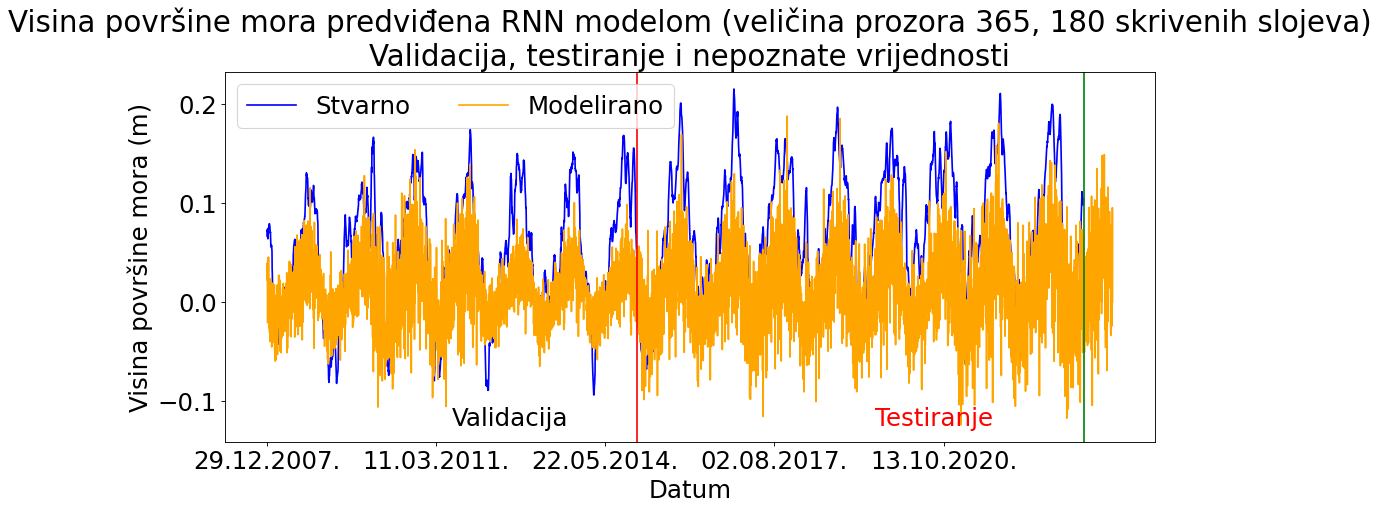 Visina površine mora predviđena RNN modelom (veličina prozora 365, 180 skrivenih slojeva)
Validacija, testiranje i nepoznate vrijednosti
Stvarno Modelirano
Visina površine mora (m)
0.2
0.1
0.0
−0.1
Validacija Testiranje
29.12.2007. 11.03.2011. 22.05.2014. 02.08.2017. 13.10.2020.
Datum